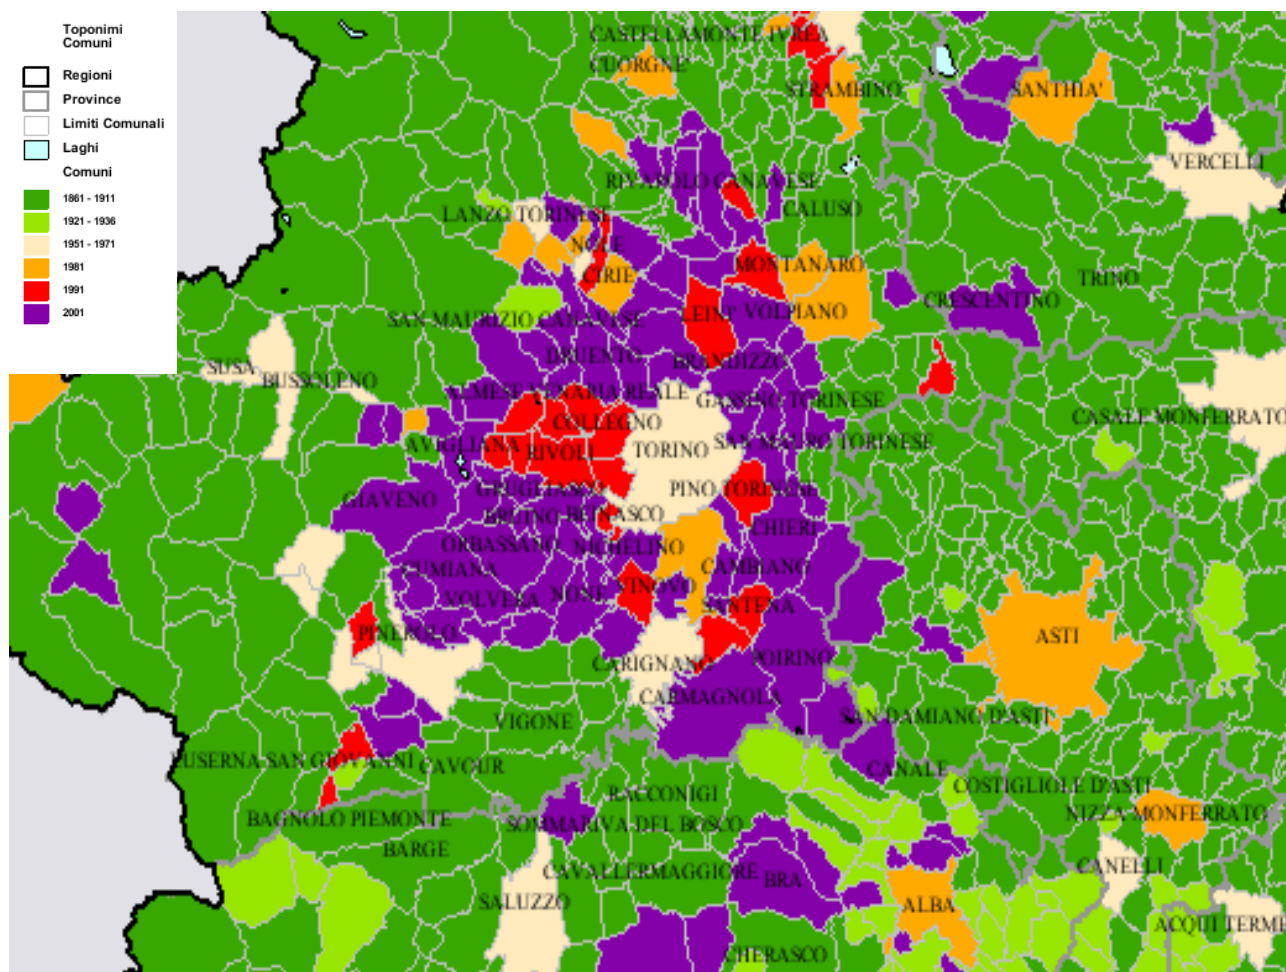 Toponimi
Comuni
Regioni
Province
Limiti Comunali
Laghi
Comuni
1861 - 1911
1921 - 1936
1951 - 1971
1981
1991
2001
CASTELLAMONTE IVREA
CUORGNE'
STRAMBINO
SANTHIA'
VERCELLI
RIVAROLO CANAVESE
CALUSO
LANZO TORINESE
NOLE
CIRIE
MONTANARO
TRINO
CRESCENTINO
LEINI'
VOLPIANO
SAN MAURIZIO CANAVESE
DRUENTO
BRANDIZZO
SUSA
BUSSOLENO
ALMESE
VENARIA REALE
GASSINO TORINESE
CASALE MONFERRATO
COLLEGNO
AVIGLIANA
RIVOLI
TORINO
SAN MAURO TORINESE
GRUGLIASCO
PINO TORINESE
GIAVENO
BRUINO
BEINASCO
CHIERI
ORBASSANO
NICHELINO
CUMIANA
CAMBIANO
VOLVERA
NONE
VINOVO
SANTENA
PINEROLO
ASTI
CARIGNANO
POIRINO
CARMAGNOLA
VIGONE
SAN DAMIANO D'ASTI
LUSERNA SAN GIOVANNI
CAVOUR
CANALE
COSTIGLIOLE D'ASTI
RACCONIGI
NIZZA MONFERRATO
BAGNOLO PIEMONTE
SOMMARIVA DEL BOSCO
BARGE
CANELLI
CAVALLERMAGGIORE
BRA
SALUZZO
ALBA
ACQUI TERME
CHERASCO